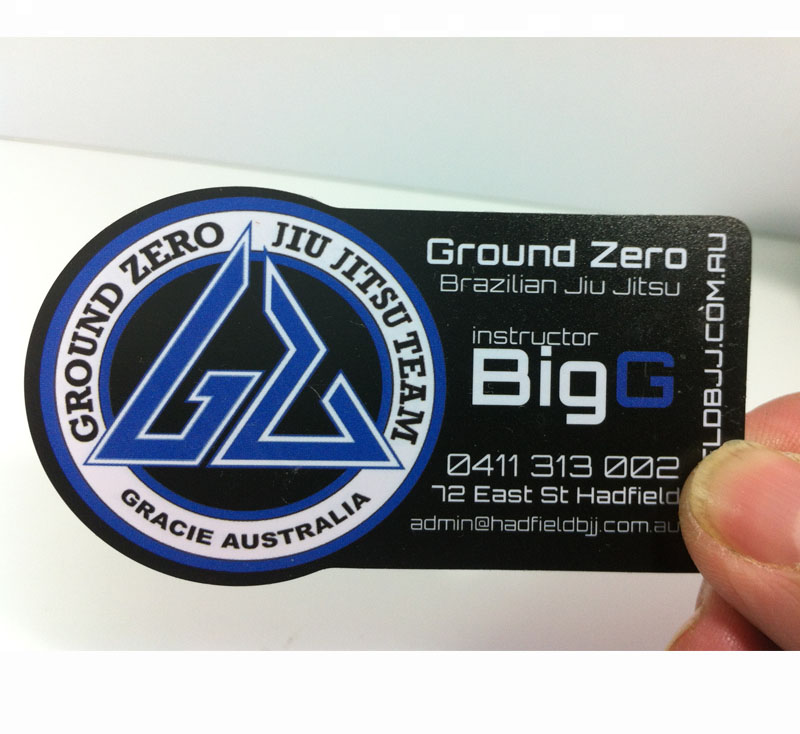 GROUND ZERO JIU JITSU TEAM
GZ
GRACIE AUSTRALIA
Ground Zero
Brazilian Jiu Jitsu
instructor
BigG
0411 313 002
72 East St Hadfield
admin@hadfieldbjj.com.au
LDBJJ.COM.AU